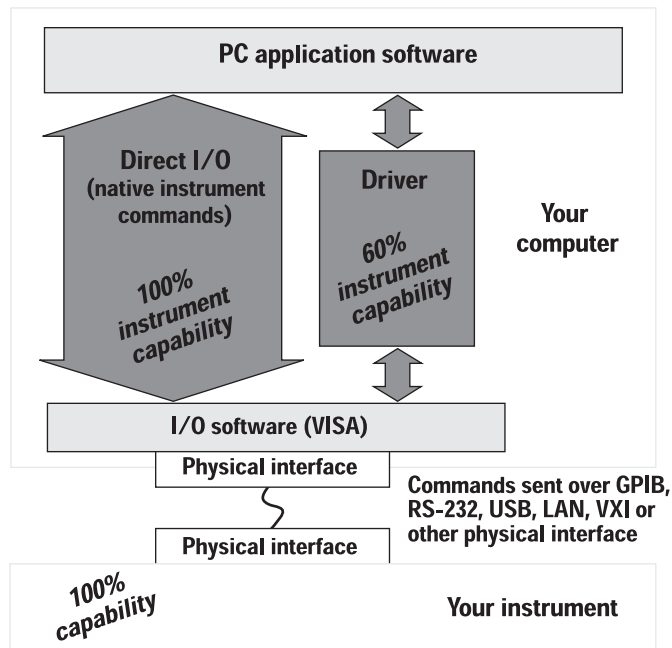 PC application software
Direct I/O
(native instrument
commands)
100%
instrument
capability
Driver
60%
instrument
capability
Your
computer
I/O software (VISA)
Physical interface
Commands sent over GPIB,
RS-232, USB, LAN, VXI or
other physical interface
Physical interface
100%
capability
Your instrument